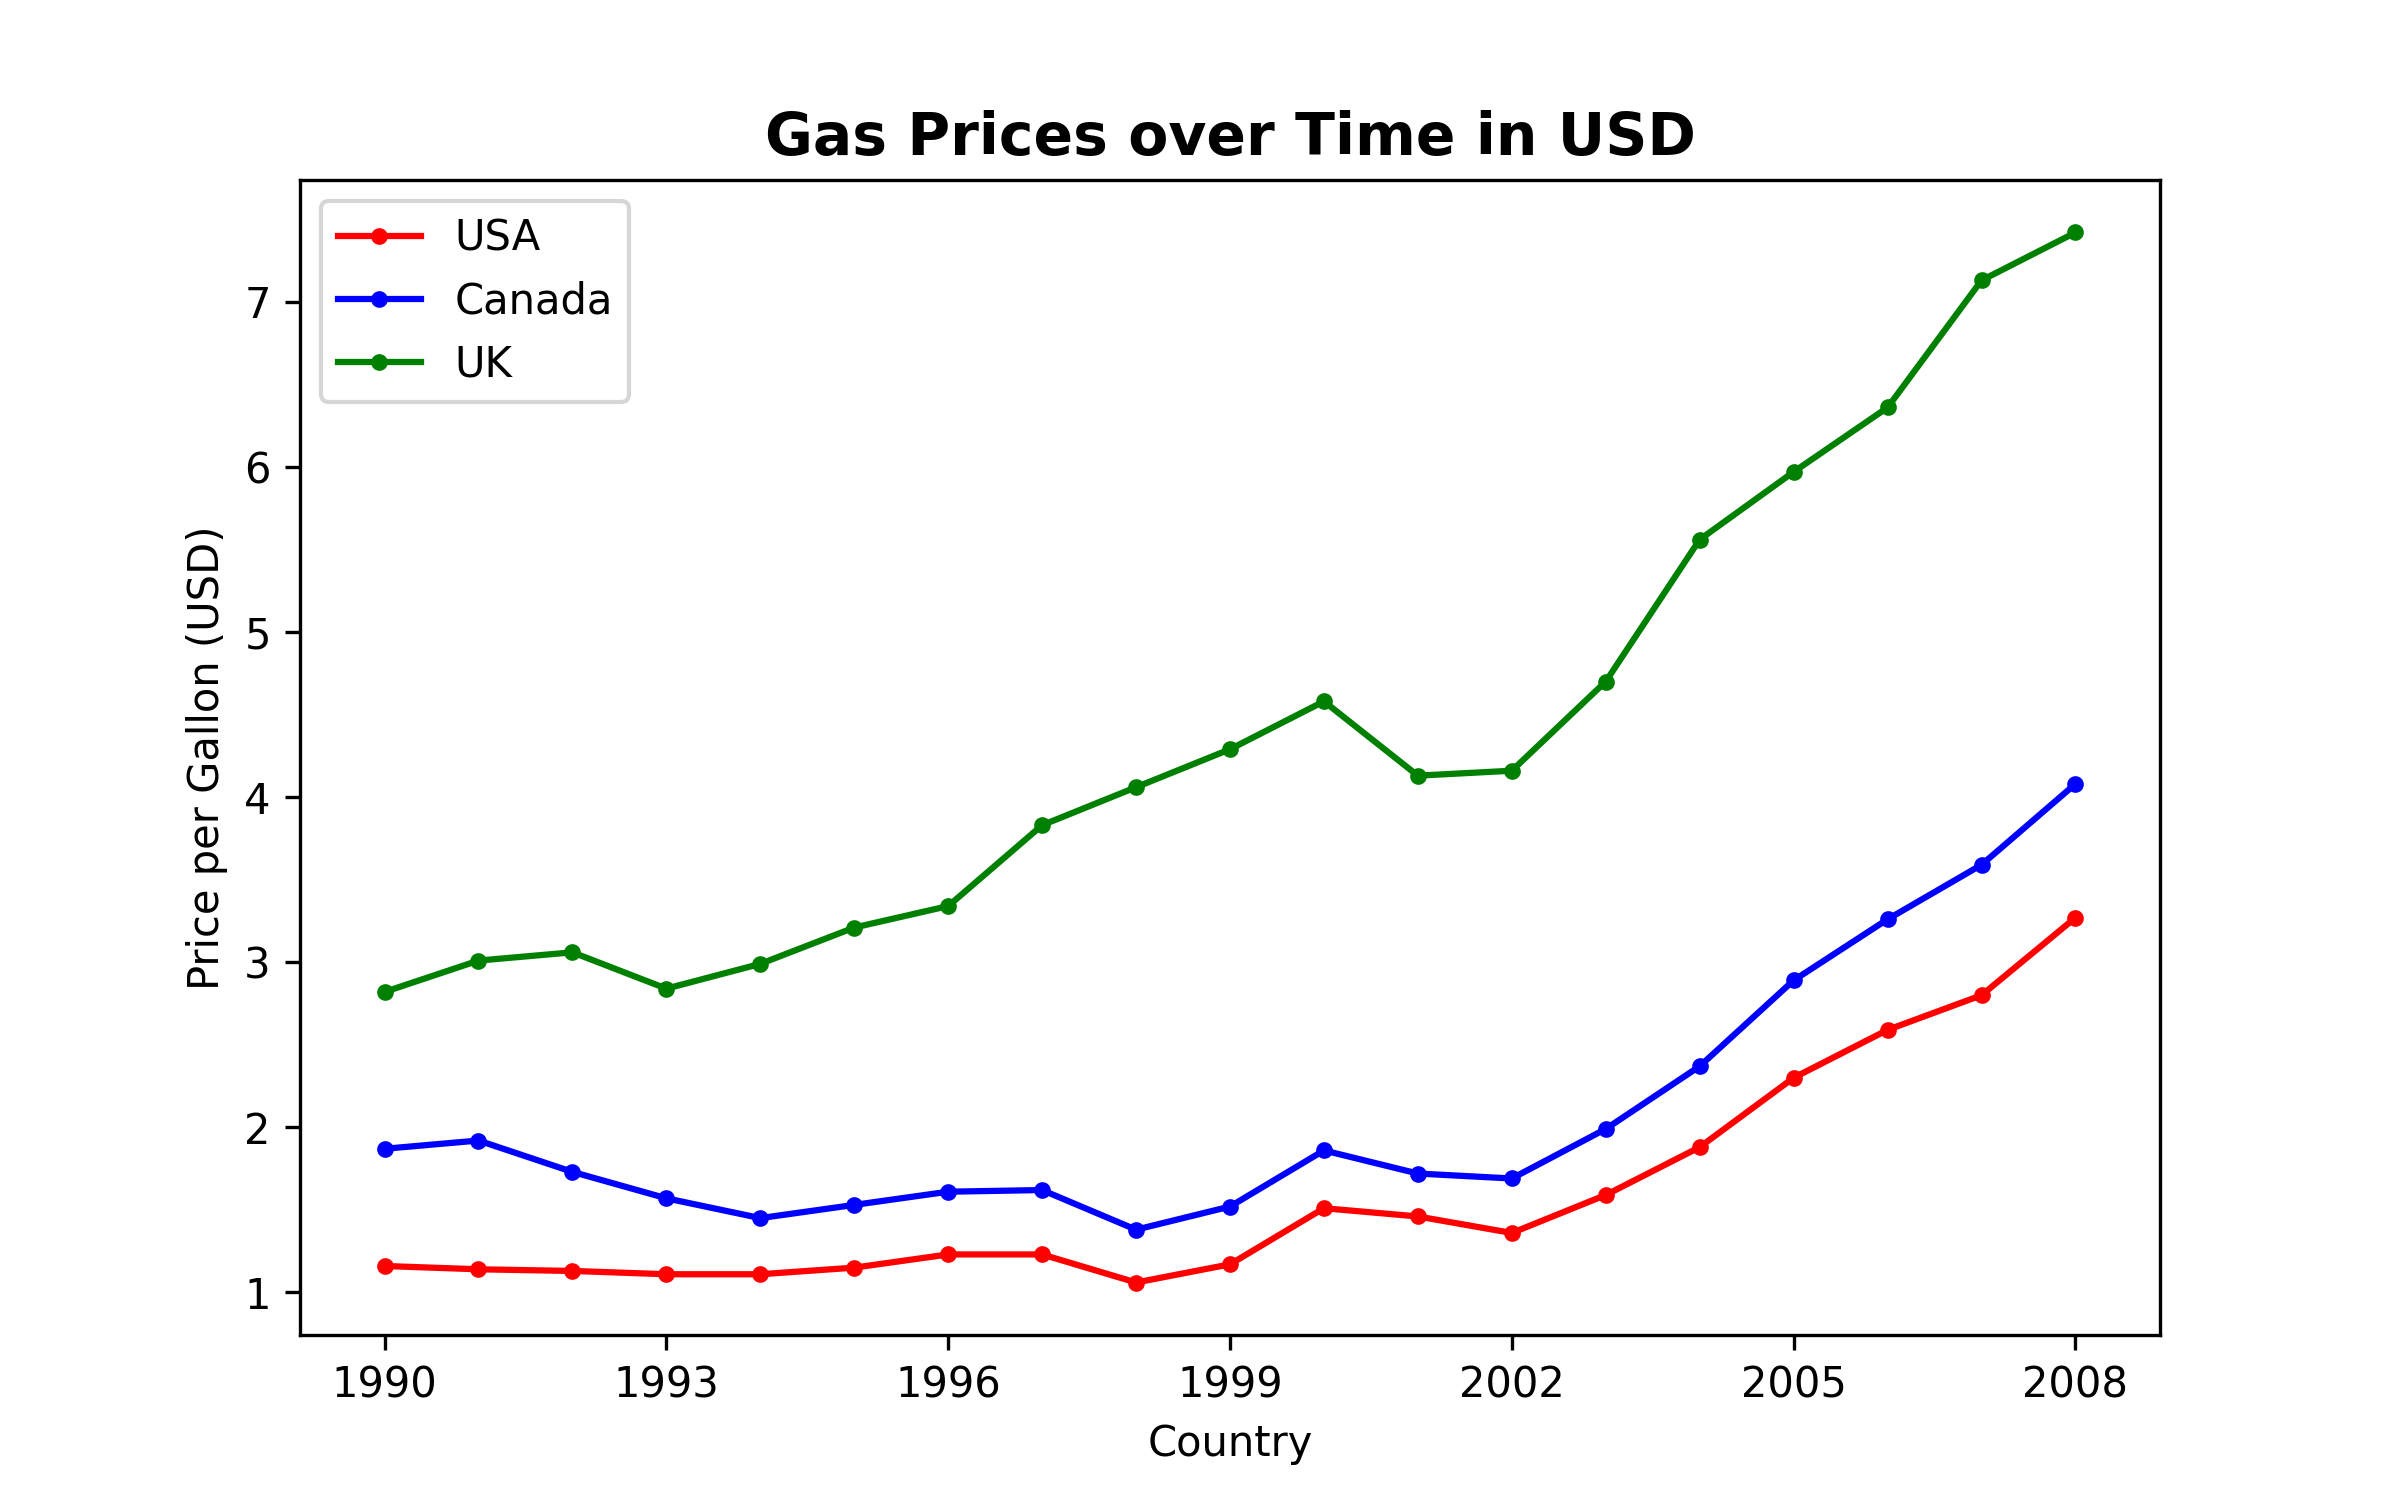 Gas Prices over Time in USD
USA
Canada
UK
Price per Gallon (USD)
7
6
5
4
3
2
1
1990 1993 1996 1999 2002 2005 2008
Country